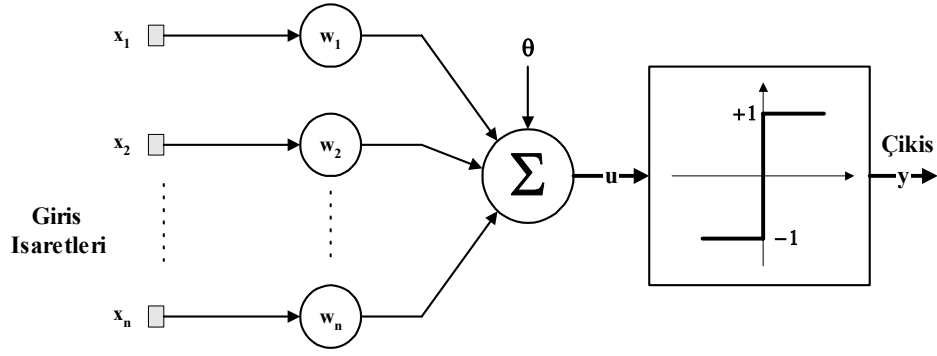 x1
w1
θ
+1
x2
w2
Σ
u
Çikis
y
−1
Giris
Isaretleri
xn
wn